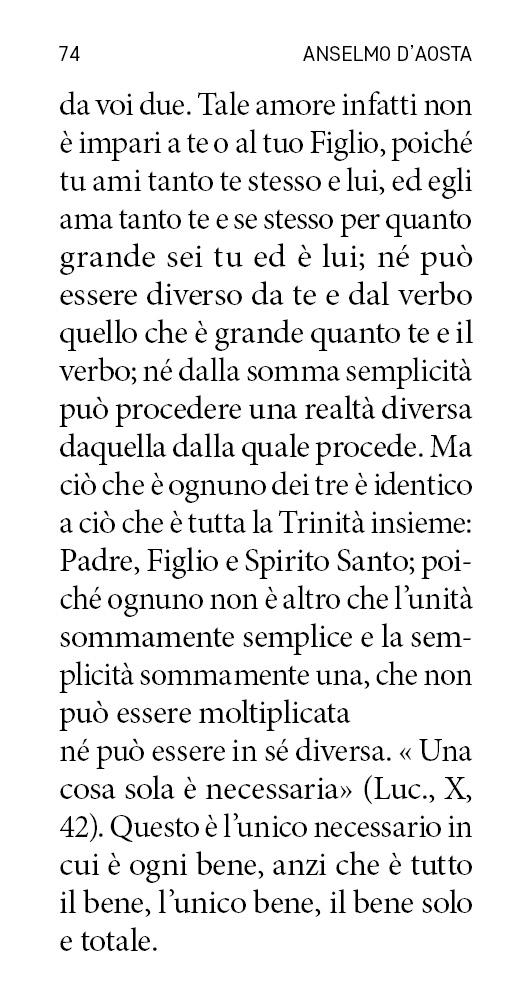 74 ANSELMO D'AOSTA
da voi due. Tale amore infatti non
è impari a te o al tuo Figlio, poiché
tu ami tanto te stesso e lui, ed egli
ama tanto te e se stesso per quanto
grande sei tu ed è lui; né può
essere diverso da te e dal verbo
quello che è grande quanto te e il
verbo; né dalla somma semplicità
può procedere una realtà diversa
daquella dalla quale procede. Ma
ciò che è ognuno dei tre è identico
a ciò che è tutta la Trinità insieme:
Padre, Figlio e Spirito Santo; poi-
ché ognuno non è altro che l’unità
sommamente semplice e la sem-
plicità sommamente una, che non
può essere moltiplicata
né può essere in sé diversa. « Una
cosa sola è necessaria» (Luc., X,
42). Questo è l’unico necessario in
cui è ogni bene, anzi che è tutto
il bene, l’unico bene, il bene solo
e totale.